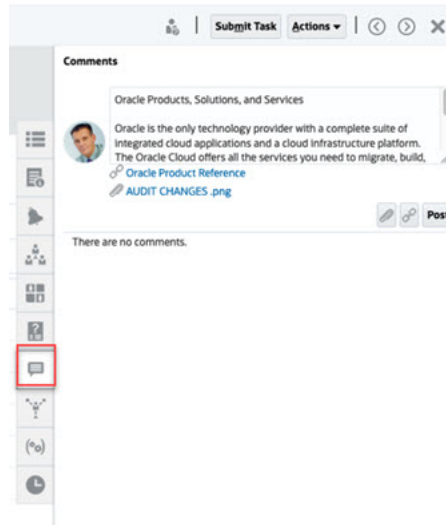 Submit Task Actions
Comments
Oracle Products, Solutions, and Services
Oracle is the only technology provider with a complete suite of
integrated cloud applications and a cloud infrastructure platform.
The Oracle Cloud offers all the services you need to migrate, build,
Oracle Product Reference
AUDIT CHANGES .png
Post
There are no comments.